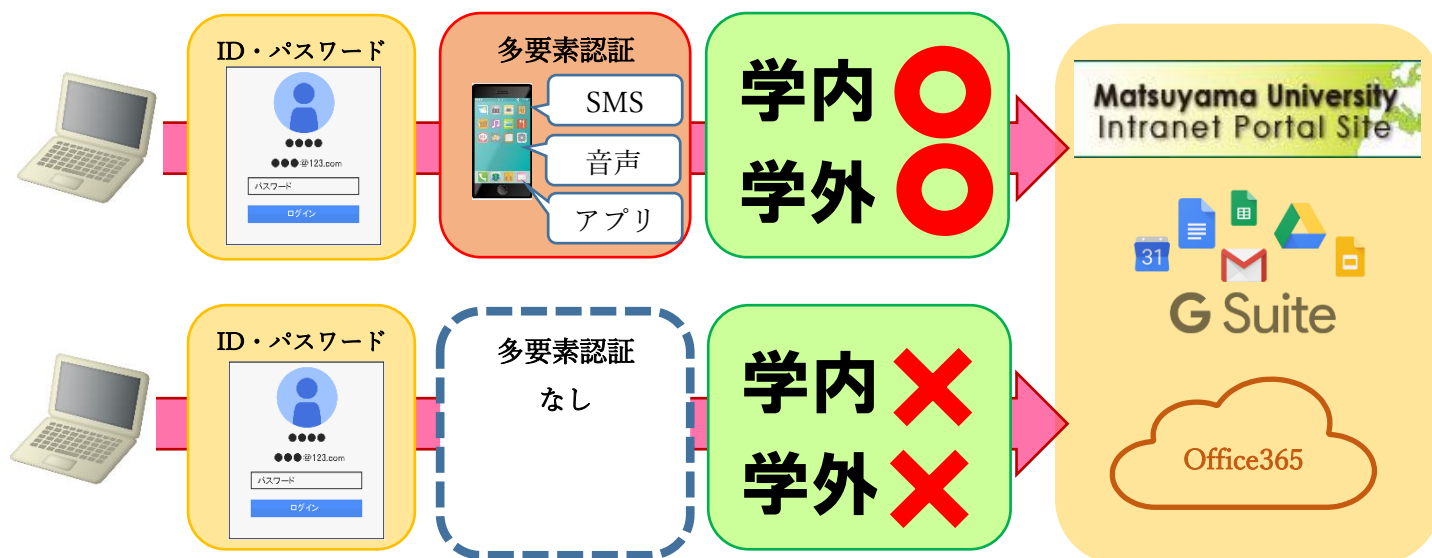 ID・パスワード
●●●●
●●●@123.com
パスワード
ログイン
多要素認証
SMS
音声
アプリ
学内
学外
Matsuyama University
Intranet Portal Site
31
G Suite
Office365
ID・パスワード
●●●●
●●●@123.com
パスワード
ログイン
多要素認証
なし
学内
学外